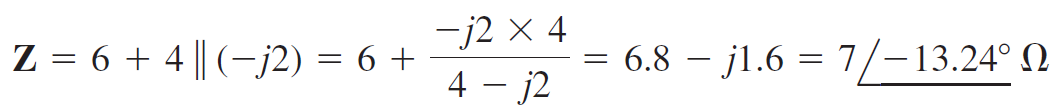 Z = 6 + 4 ∥ (−j2) = 6 + (−j2 × 4)/(4 − j2) = 6.8 − j1.6 = 7∠−13.24° Ω